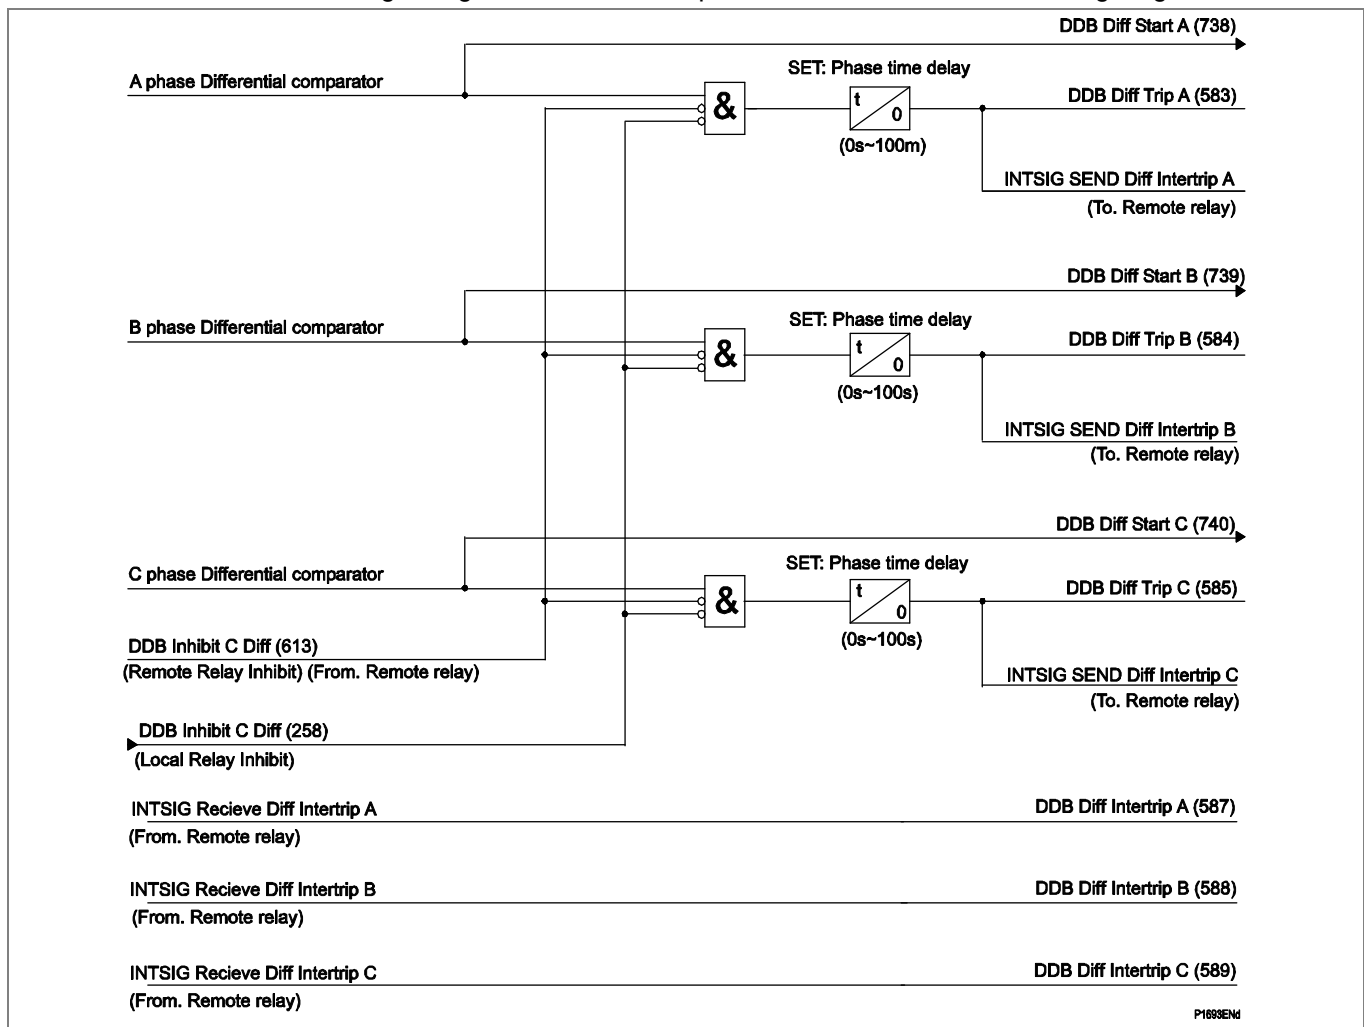 DDB Diff Start A (738)
A phase Differential comparator
SET: Phase time delay
&
t
0
DDB Diff Trip A (583)
(0s~100m)
INTSIG SEND Diff Intertrip A
(To. Remote relay)
DDB Diff Start B (739)
B phase Differential comparator
SET: Phase time delay
&
t
0
DDB Diff Trip B (584)
(0s~100s)
INTSIG SEND Diff Intertrip B
(To. Remote relay)
DDB Diff Start C (740)
C phase Differential comparator
SET: Phase time delay
&
t
0
DDB Diff Trip C (585)
(0s~100s)
DDB Inhibit C Diff (613)
(Remote Relay Inhibit) (From. Remote relay)
INTSIG SEND Diff Intertrip C
(To. Remote relay)
DDB Inhibit C Diff (258)
(Local Relay Inhibit)
INTSIG Recieve Diff Intertrip A
DDB Diff Intertrip A (587)
(From. Remote relay)
INTSIG Recieve Diff Intertrip B
DDB Diff Intertrip B (588)
(From. Remote relay)
INTSIG Recieve Diff Intertrip C
DDB Diff Intertrip C (589)
(From. Remote relay)
P1693ENd